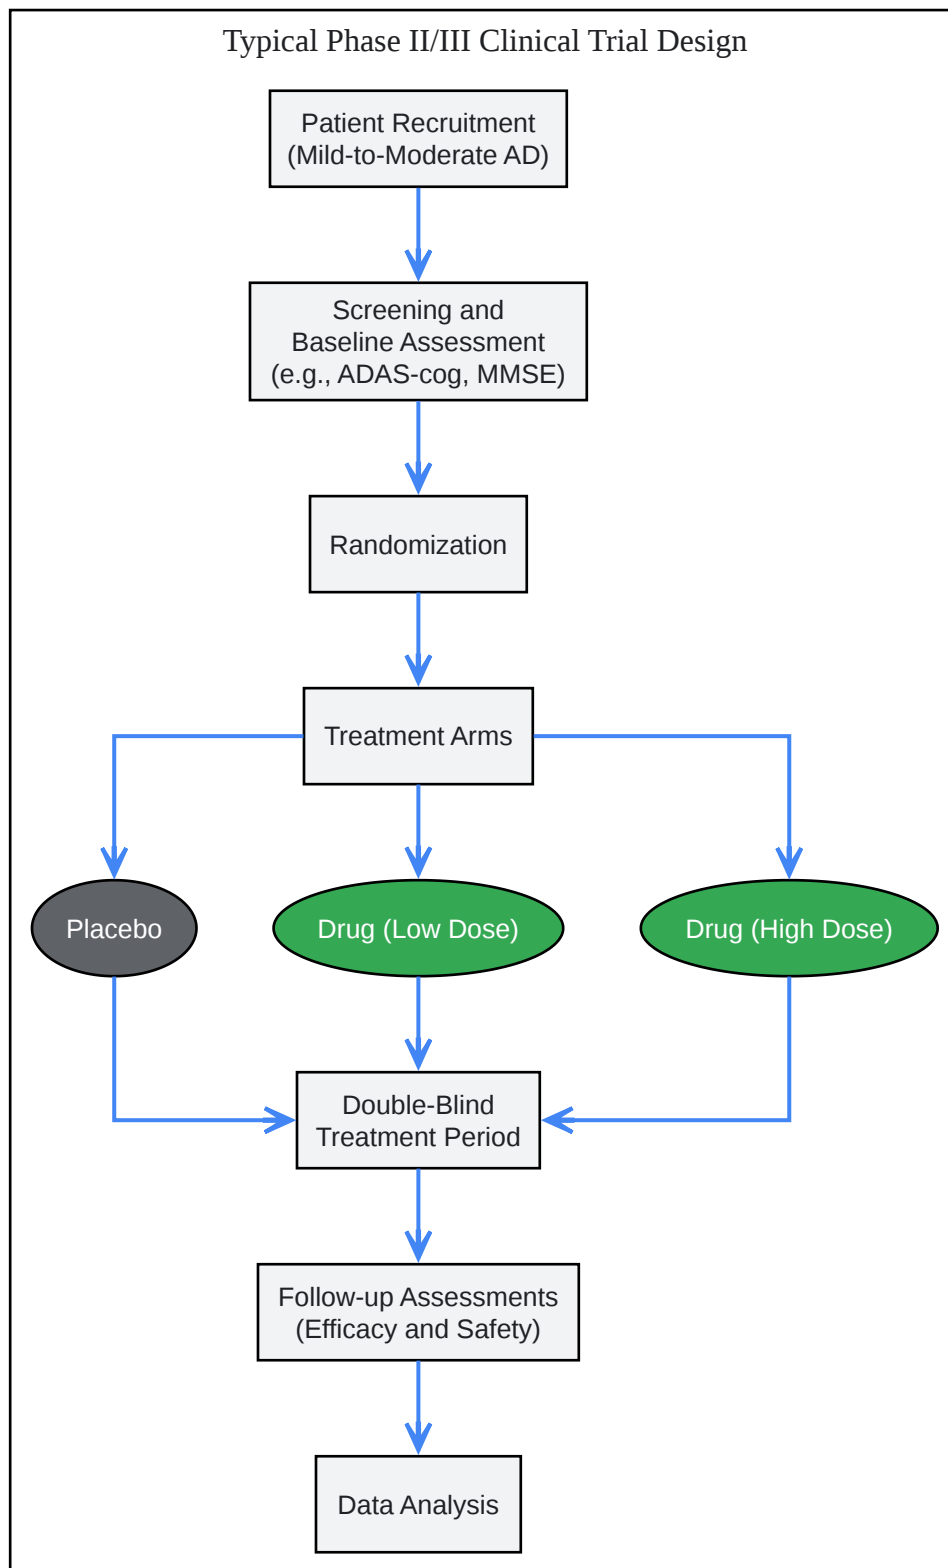 Typical Phase II/III Clinical Trial Design
Patient Recruitment
(Mild-to-Moderate AD)
Screening and
Baseline Assessment
(e.g., ADAS-cog, MMSE)
Randomization
Treatment Arms
Placebo
Drug (Low Dose)
Drug (High Dose)
Double-Blind
Treatment Period
Follow-up Assessments
(Efficacy and Safety)
Data Analysis